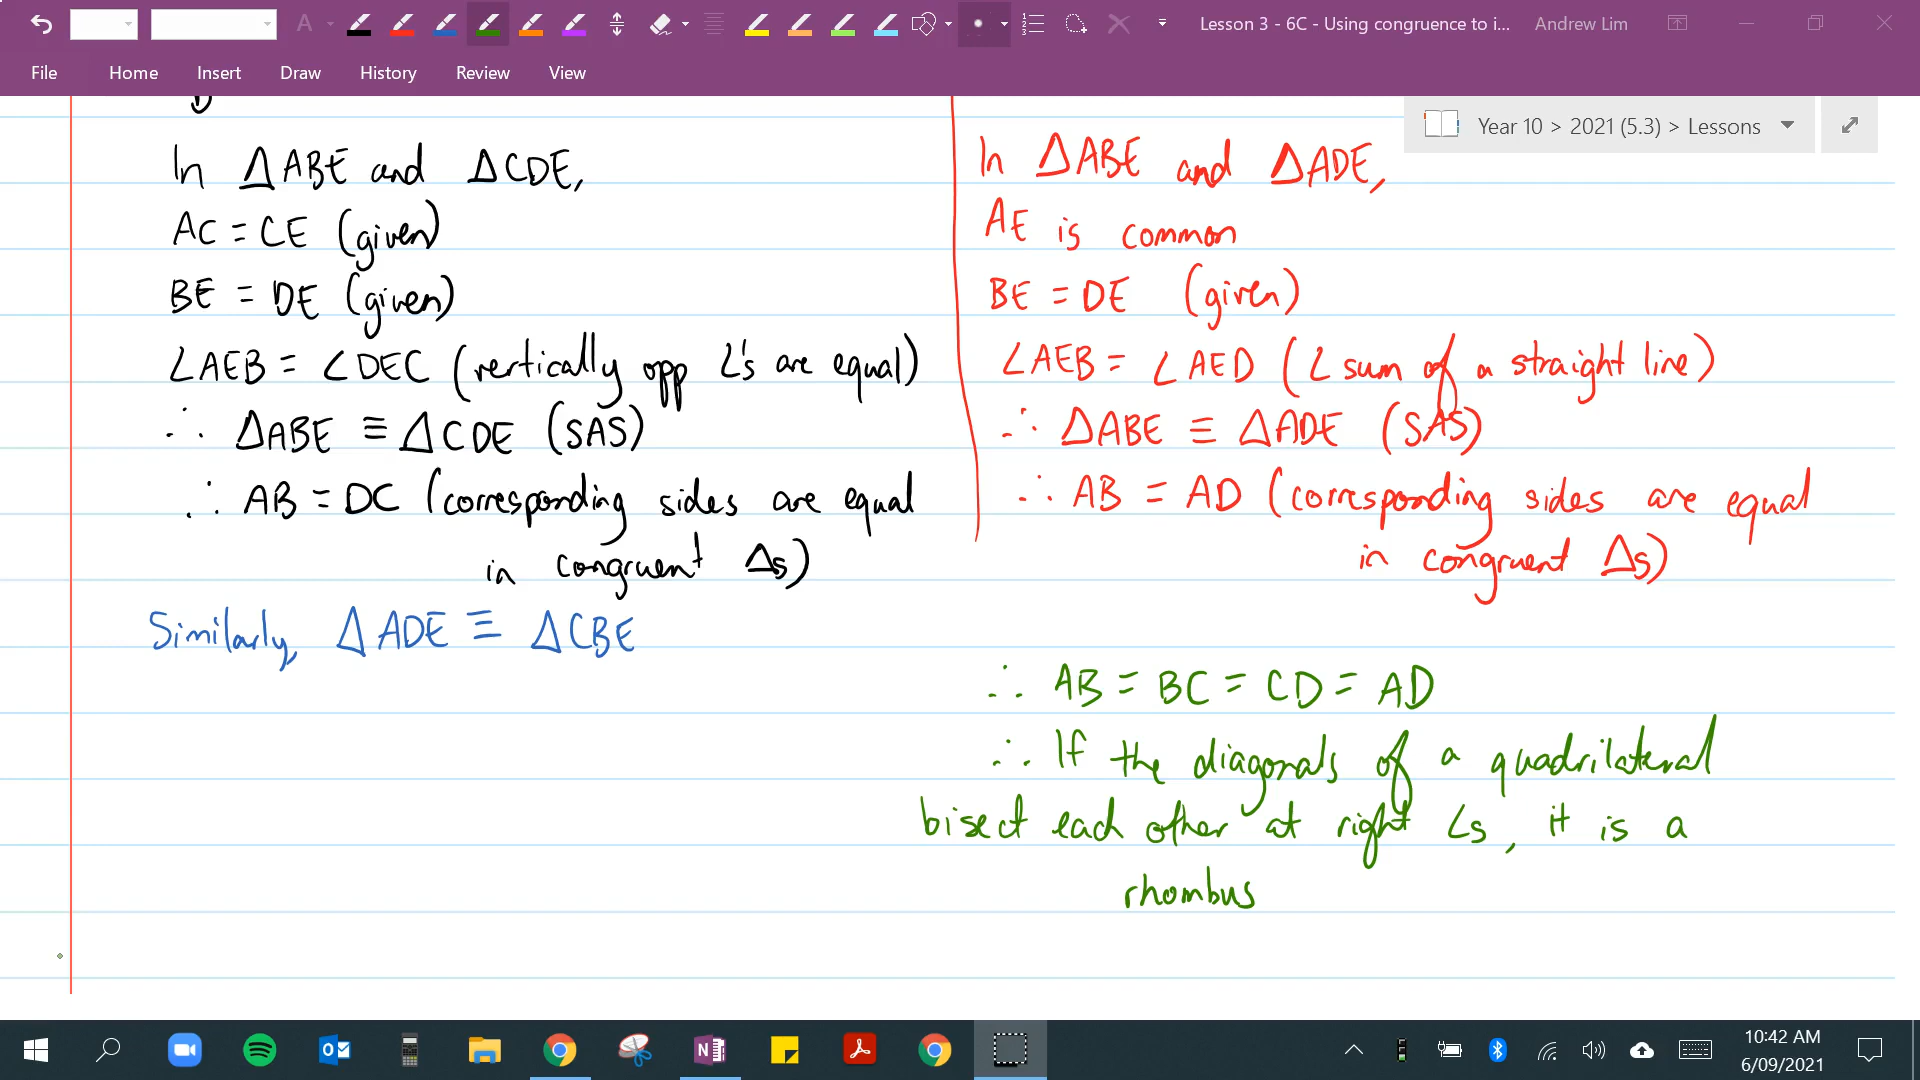 Lesson 3 - 6C - Using congruence to i... Andrew Lim
File Home Insert Draw History Review View
Year 10 > 2021 (5.3) > Lessons
In ΔABE and ΔCDE,
AC = CE (given)
BE = DE (given)
∠AEB = ∠DEC (vertically opp ∠'s are equal)
∴ ΔABE ≡ ΔCDE (SAS)
∴ AB = DC (corresponding sides are equal
in congruent Δs)
Similarly, ΔADE ≡ ΔCBE
In ΔABE and ΔADE,
AE is common
BE = DE (given)
∠AEB = ∠AED (∠ sum of a straight line)
∴ ΔABE ≡ ΔADE (SAS)
∴ AB = AD (corresponding sides are equal
in congruent Δs)
∴ AB = BC = CD = AD
∴ If the diagonals of a quadrilateral
bisect each other at right ∠s, it is a
rhombus
10:42 AM
6/09/2021